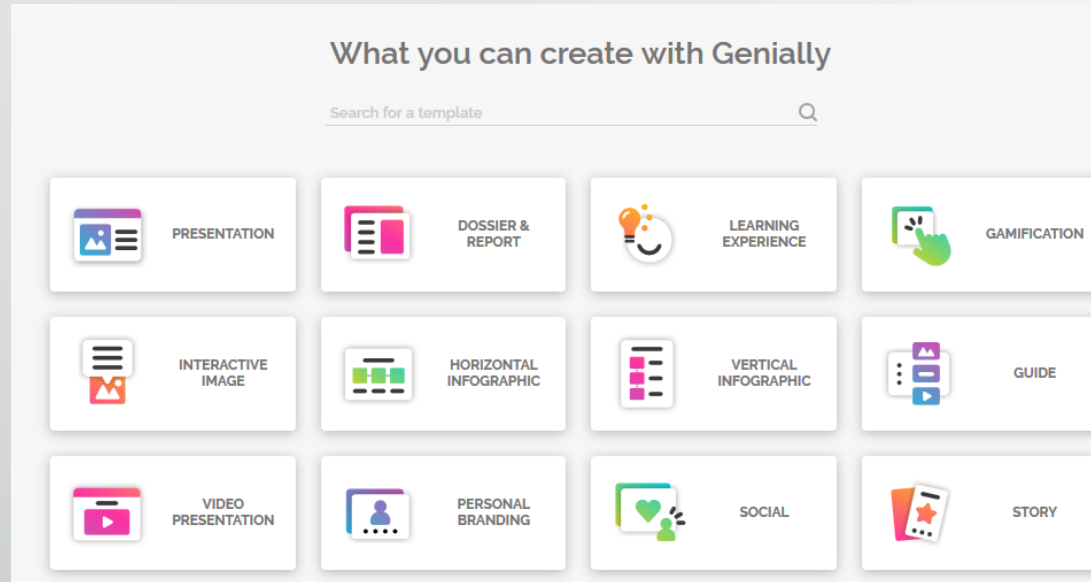 What you can create with Genially
Search for a template
PRESENTATION
DOSSIER &
REPORT
LEARNING
EXPERIENCE
GAMIFICATION
INTERACTIVE
IMAGE
HORIZONTAL
INFOGRAPHIC
VERTICAL
INFOGRAPHIC
GUIDE
VIDEO
PRESENTATION
PERSONAL
BRANDING
SOCIAL
STORY